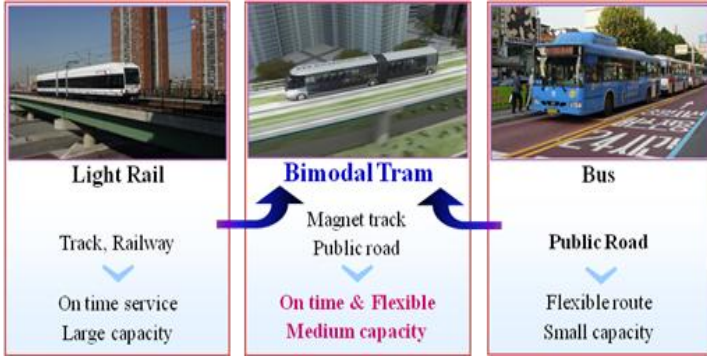 Light Rail
Track, Railway
On time service
Large capacity
Bimodal Tram
Magnet track
Public road
On time & Flexible
Medium capacity
Bus
Public Road
Flexible route
Small capacity